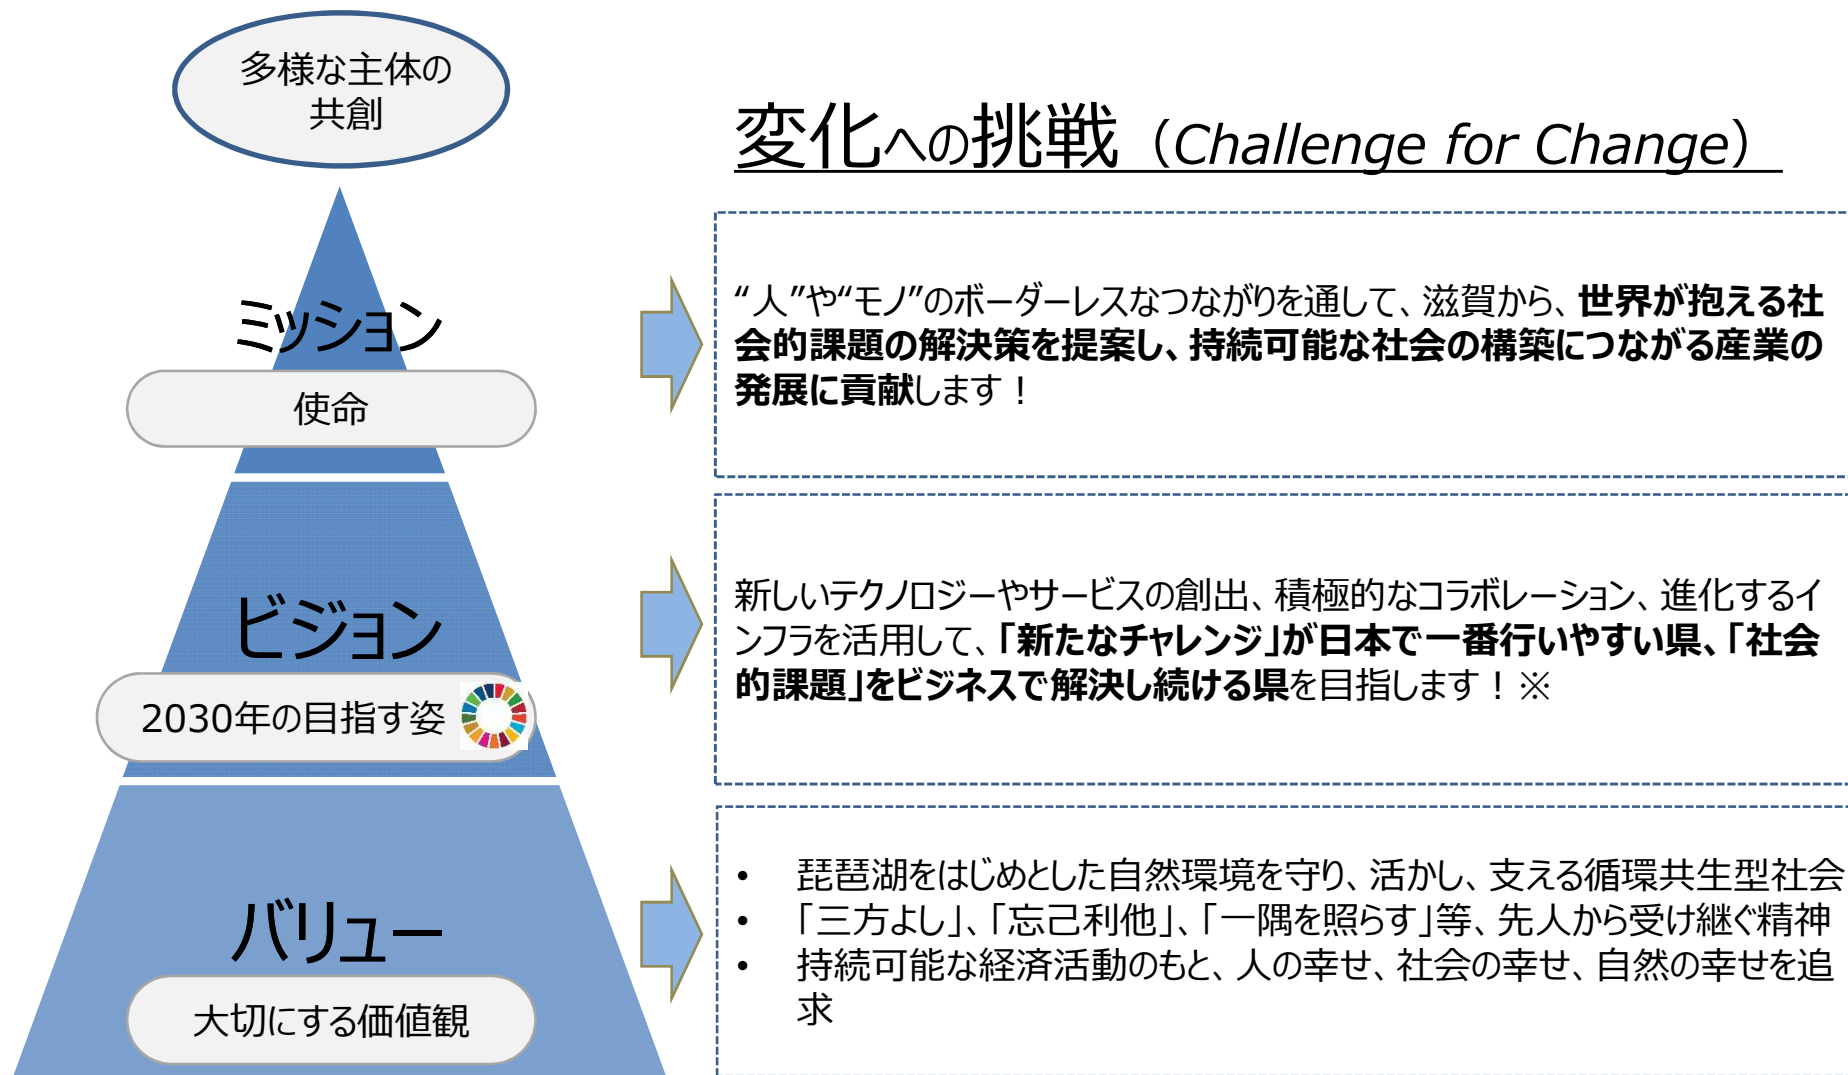 多様な主体の
共創
変化への挑戦（Challenge for Change）
ミッション
使命
“人”や“モノ”のボーダーレスなつながりを通して、滋賀から、世界が抱える社
会的課題の解決策を提案し、持続可能な社会の構築につながる産業の
発展に貢献します！
ビジョン
2030年の目指す姿
新しいテクノロジーやサービスの創出、積極的なコラボレーション、進化するイ
ンフラを活用して、「新たなチャレンジ」が日本で一番行いやすい県、「社会
的課題」をビジネスで解決し続ける県を目指します！※
バリュー
大切にする価値観
• 琵琶湖をはじめとした自然環境を守り、活かし、支える循環共生型社会
• 「三方よし」、「忘己利他」、「一隅を照らす」等、先人から受け継ぐ精神
• 持続可能な経済活動のもと、人の幸せ、社会の幸せ、自然の幸せを追
求